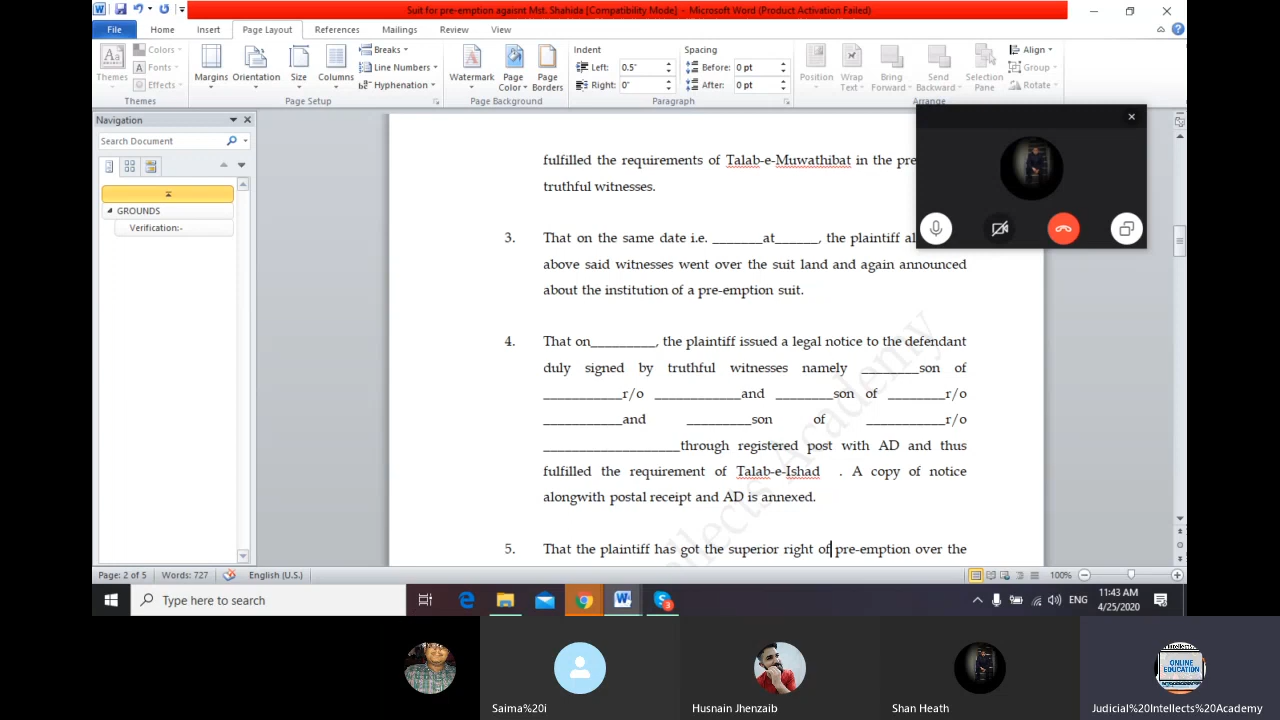 Suit for pre-emption agaisnt Mst. Shahida [Compatibility Mode] - Microsoft Word (Product Activation Failed)
File Home Insert Page Layout References Mailings Review View
Themes
Colors
Fonts
Effects
Themes
Margins
Orientation
Size
Columns
Breaks
Line Numbers
Hyphenation
Page Setup
Watermark
Page Color
Page Borders
Page Background
Indent
Left: 0.5"
Right: 0"
Spacing
Before: 0 pt
After: 0 pt
Paragraph
Position
Wrap Text
Bring Forward
Send Backward
Selection Pane
Align
Group
Rotate
Arrange
Navigation
Search Document
GROUNDS
Verification:-
fulfilled the requirements of Talab-e-Muwathibat in the pre
truthful witnesses.
3. That on the same date i.e. _______at______, the plaintiff al
above said witnesses went over the suit land and again announced
about the institution of a pre-emption suit.
4. That on_________, the plaintiff issued a legal notice to the defendant
duly signed by truthful witnesses namely ________son of
___________r/o ____________and ________son of ________r/o
___________and _________son of ___________r/o
___________________through registered post with AD and thus
fulfilled the requirement of Talab-e-Ishad . A copy of notice
alongwith postal receipt and AD is annexed.
5. That the plaintiff has got the superior right of pre-emption over the
ellects Academy
Page: 2 of 5 Words: 727 English (U.S.) 100%
Type here to search
3
ENG
11:43 AM
4/25/2020
ONLINE
EDUCATION
Saima%20i
Husnain Jhenzaib
Shan Heath
Judicial%20Intellects%20Academy